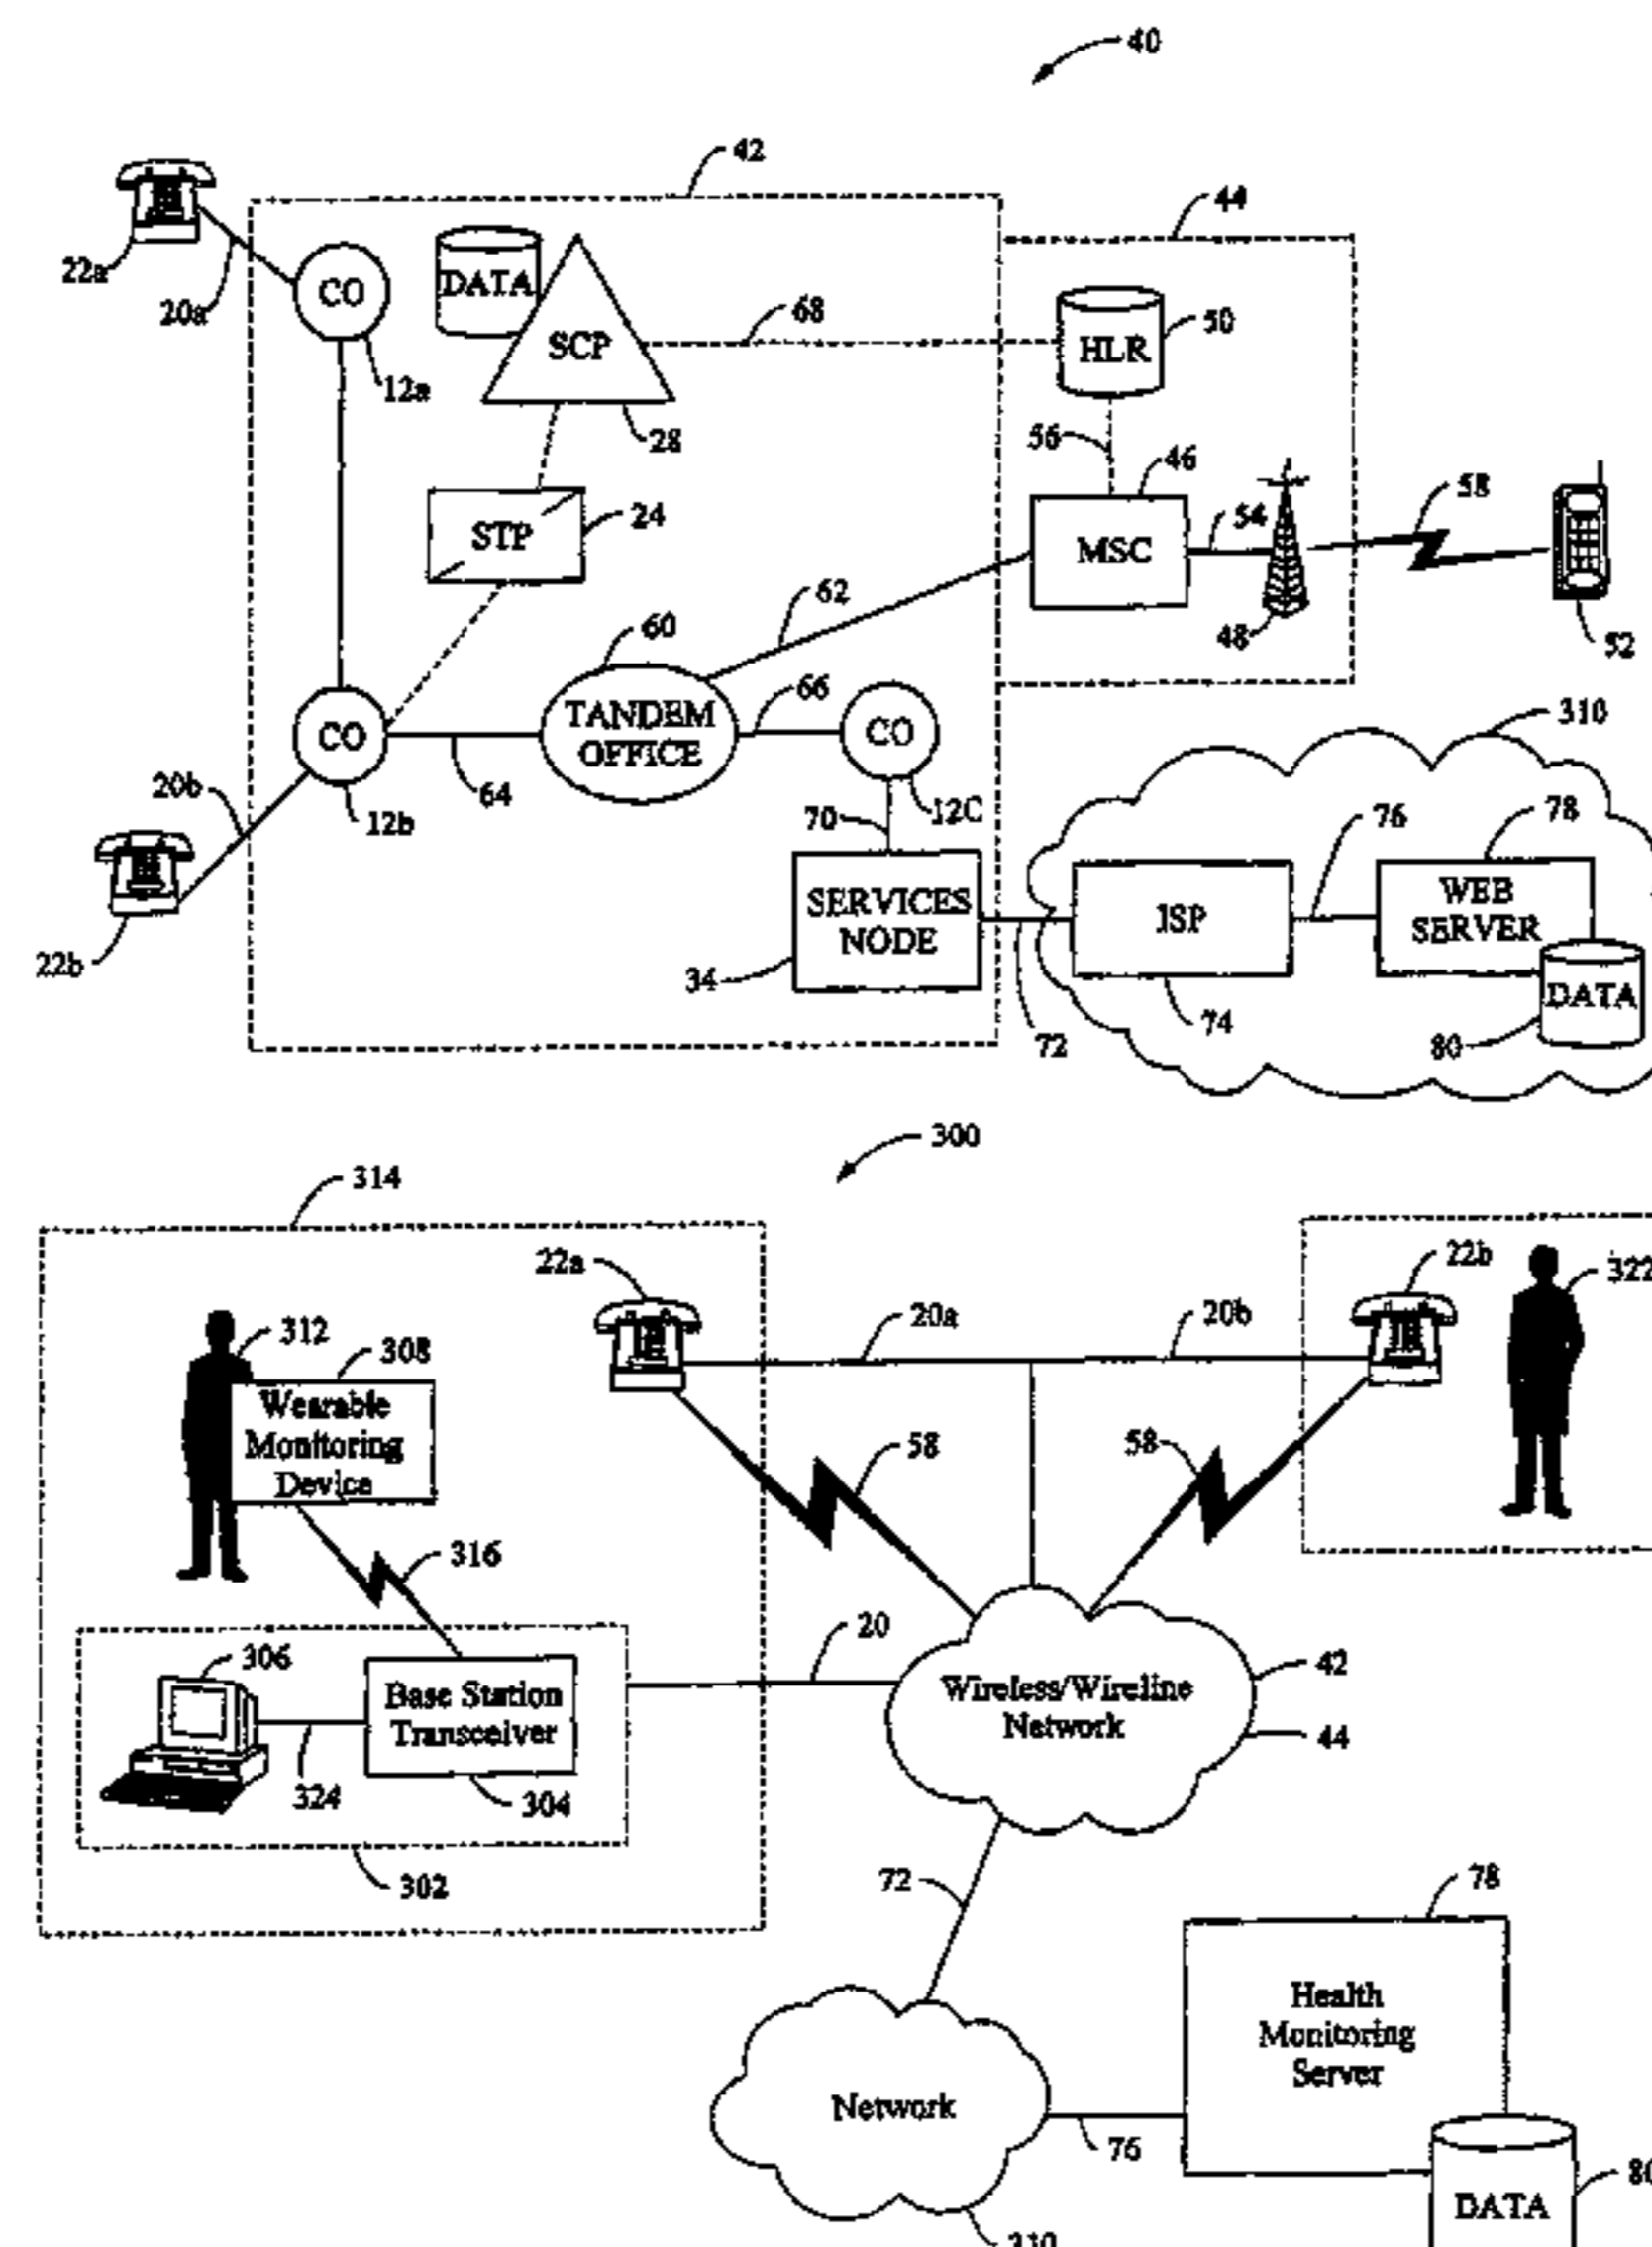 40
42
44
22a
20a
CO
12a
DATA
SCP
28
68
HLR
50
56
46
MSC
54
48
58
52
STP
24
62
60
TANDEM
OFFICE
66
CO
12C
CO
12b
64
20b
22b
70
SERVICES
NODE
34
72
310
ISP
74
76
78
WEB
SERVER
DATA
80
300
314
312
308
Wearable
Monitoring
Device
316
22a
20a
20b
22b
322
58
58
306
Base Station
Transceiver
324
304
302
20
Wireless/Wireline
Network
42
44
72
78
Health
Monitoring
Server
Network
76
DATA